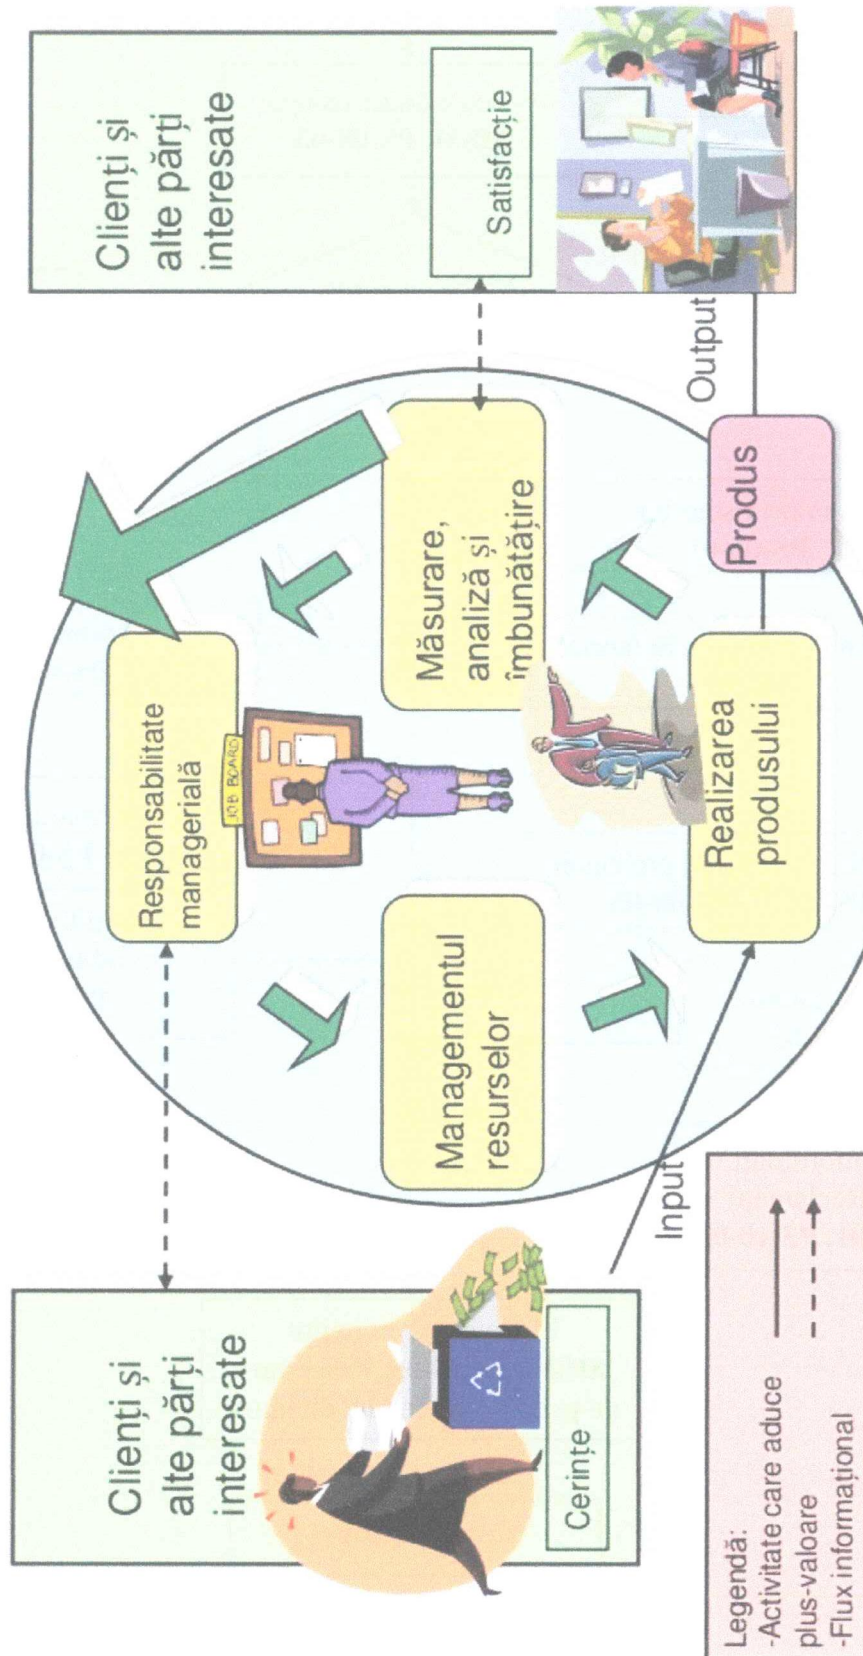 Clienți și
alte părți
interesate
Cerințe
Responsabilitate
managerială
JOB BOARD
Managementul
resurselor
Măsurare,
analiză și
îmbunătățire
Realizarea
produsului
Input
Produs
Output
Clienți și
alte părți
interesate
Satisfacție
Legendă:
-Activitate care aduce
plus-valoare
-Flux informațional